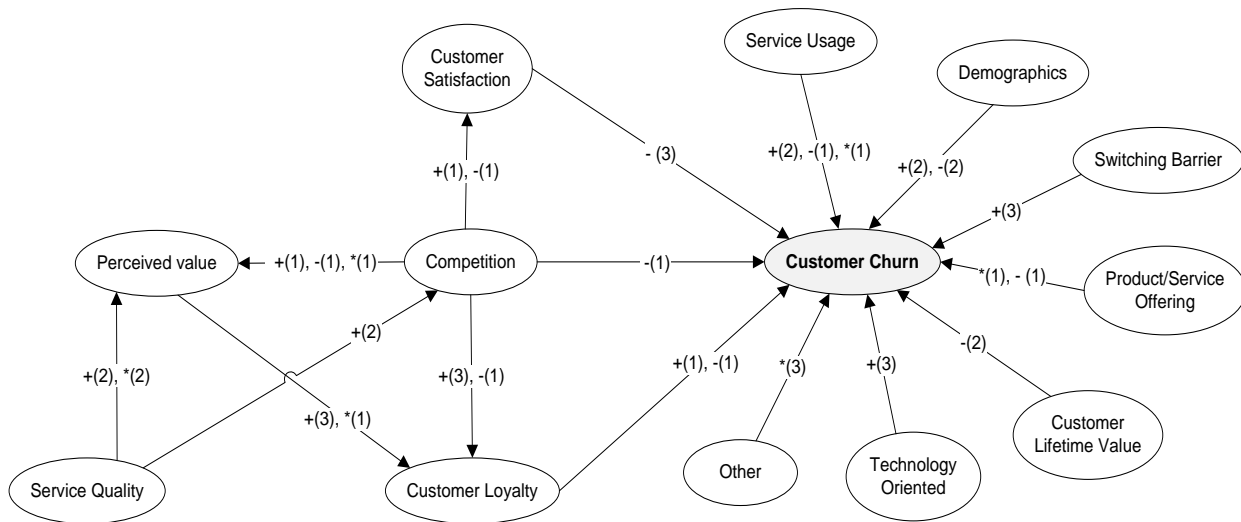 Service Usage
Customer
Satisfaction
Demographics
- (3)
+(2), -(1), *(1)
+(2), -(2)
Switching Barrier
+(1), -(1)
+(3)
Perceived value
+(1), -(1), *(1)
Competition
-(1)
Customer Churn
*(1), - (1)
Product/Service
Offering
+(2)
-(2)
+(2), *(2)
+(3), -(1)
+(1), -(1)
*(3)
+(3)
+(3), *(1)
Customer
Lifetime Value
Service Quality
Customer Loyalty
Other
Technology
Oriented